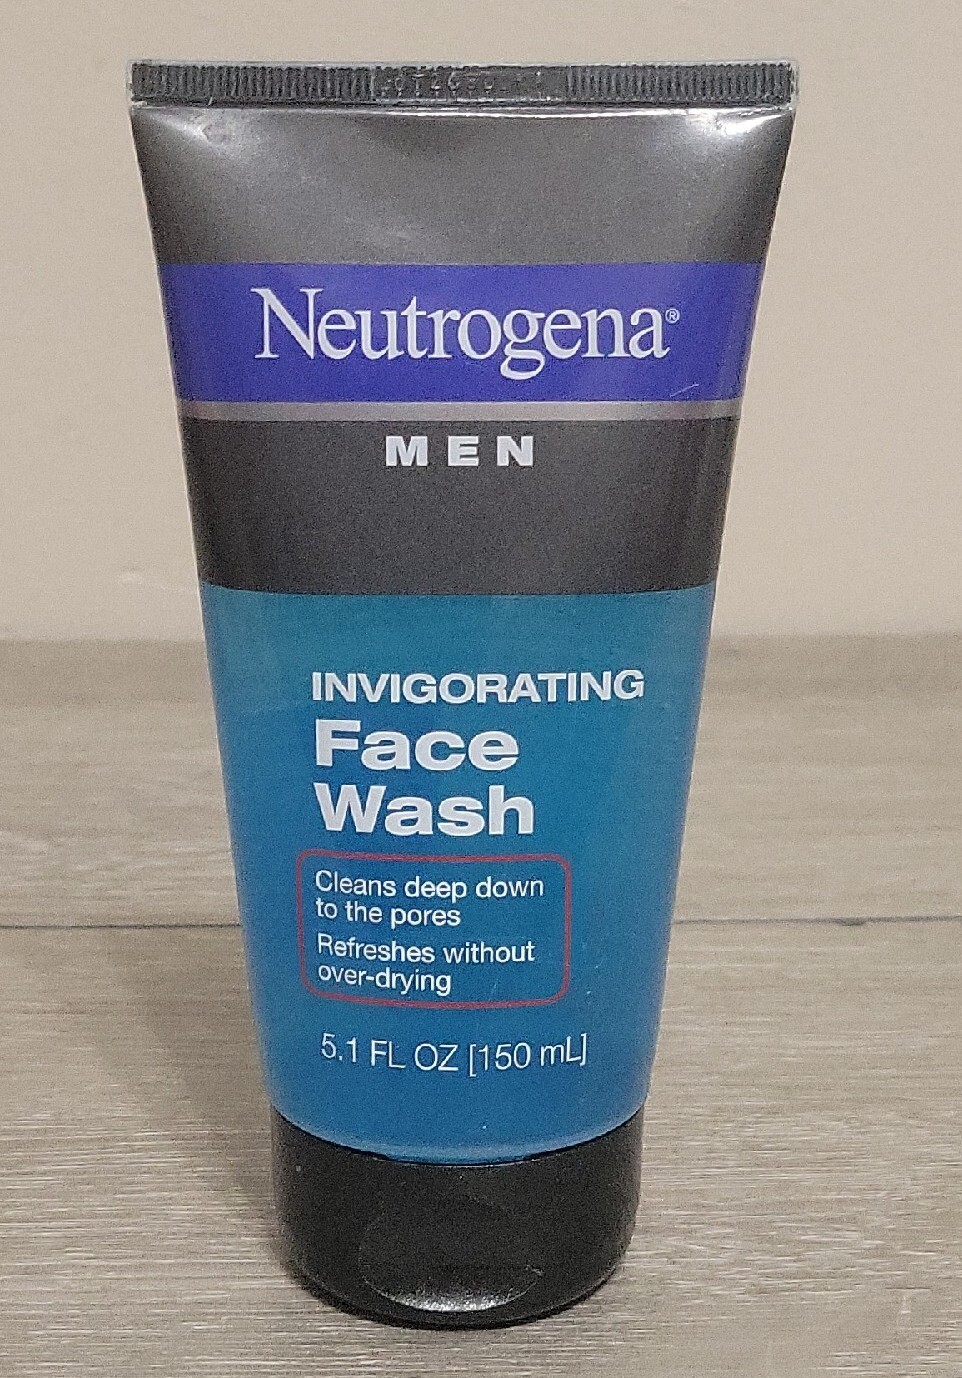 Neutrogena®
MEN
INVIGORATING
Face
Wash
Cleans deep down
to the pores
Refreshes without
over-drying
5.1 FL OZ [150 mL]